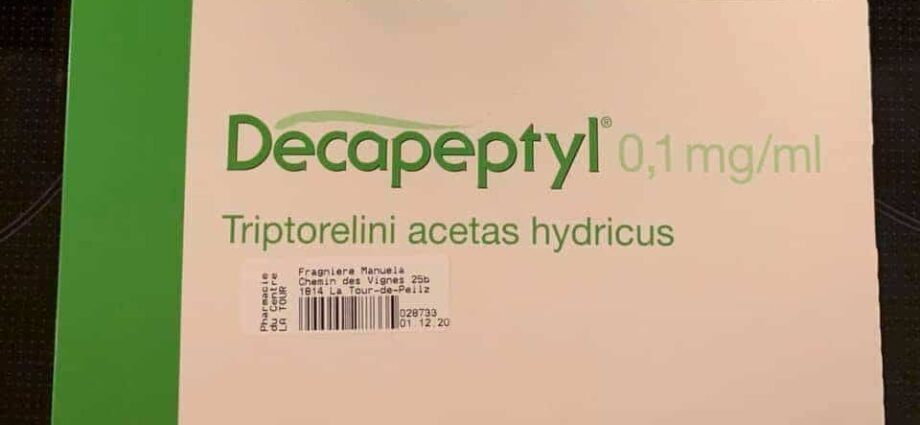 Decapeptyl® 0,1 mg/ml
Triptorelini acetas hydricus
Pharmacie
du Centre
LA TOUR
Fragniere Manuela
Chemin des Vignes 25b
1814 La Tour-de-Peilz
028733
01.12.20